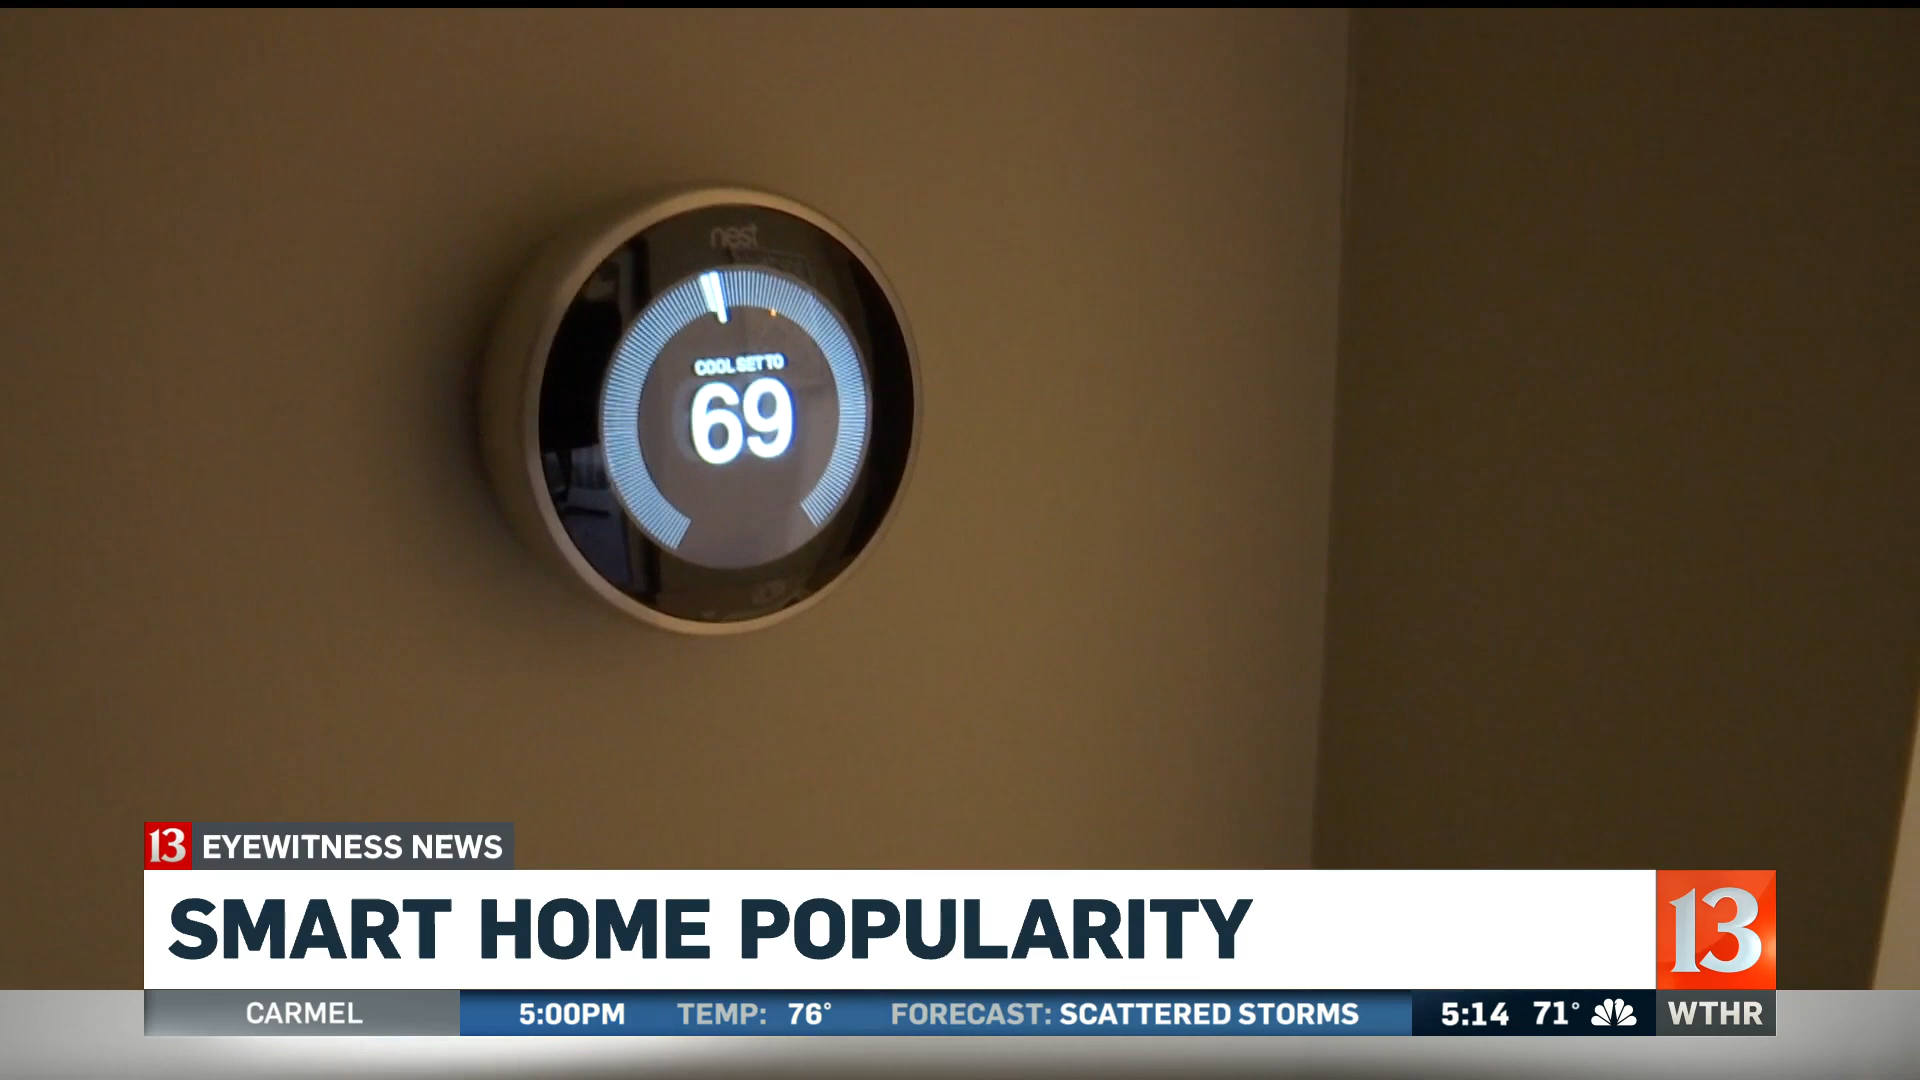 nest
COOL SET TO
69
13 EYEWITNESS NEWS
SMART HOME POPULARITY
13
CARMEL 5:00PM TEMP: 76° FORECAST: SCATTERED STORMS 5:14 71° WTHR